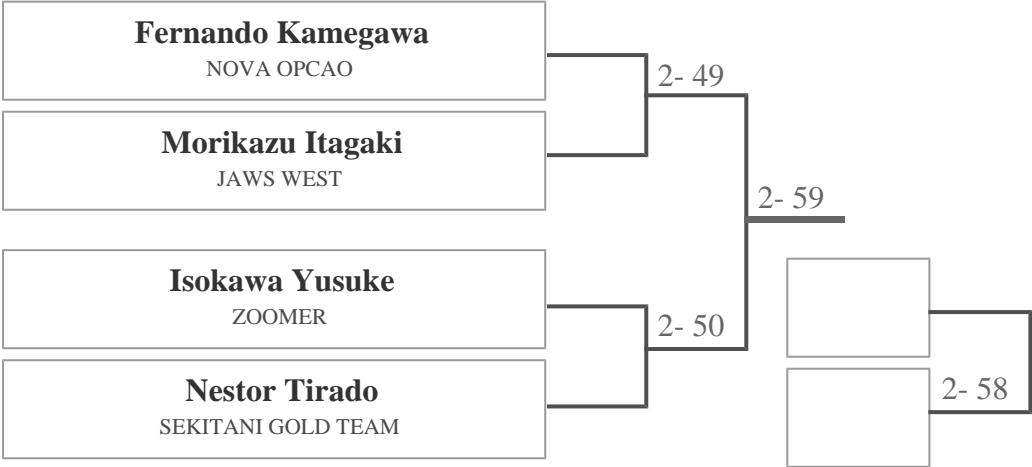 Fernando Kamegawa
NOVA OPCAO
2- 49
Morikazu Itagaki
JAWS WEST
2- 59
Isokawa Yusuke
ZOOMER
2- 50
Nestor Tirado
SEKITANI GOLD TEAM
2- 58